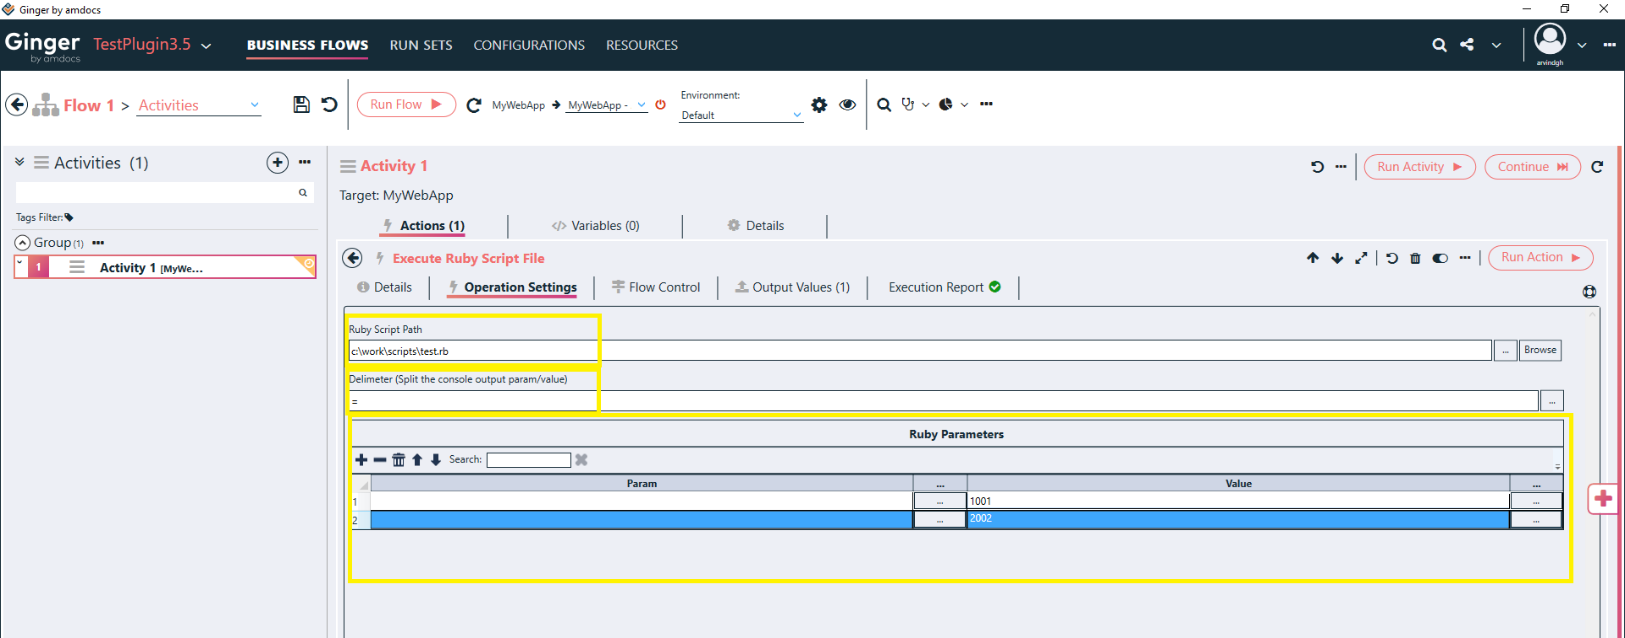 Ginger by amdocs
Ginger by amdocs TestPlugin3.5 BUSINESS FLOWS RUN SETS CONFIGURATIONS RESOURCES
arvindgh
Flow 1 > Activities Run Flow MyWebApp MyWebApp - Environment: Default
Activities (1)
Tags Filter:
Group (1)
1 Activity 1 [MyWe...
Activity 1 Run Activity Continue
Target: MyWebApp
Actions (1) Variables (0) Details
Execute Ruby Script File Run Action
Details Operation Settings Flow Control Output Values (1) Execution Report
Ruby Script Path
c:\work\scripts\test.rb ... Browse
Delimeter (Split the console output param/value)
= ...
Ruby Parameters
Search:
Param ... Value ...
1 ... 1001 ...
2 ... 2002 ...